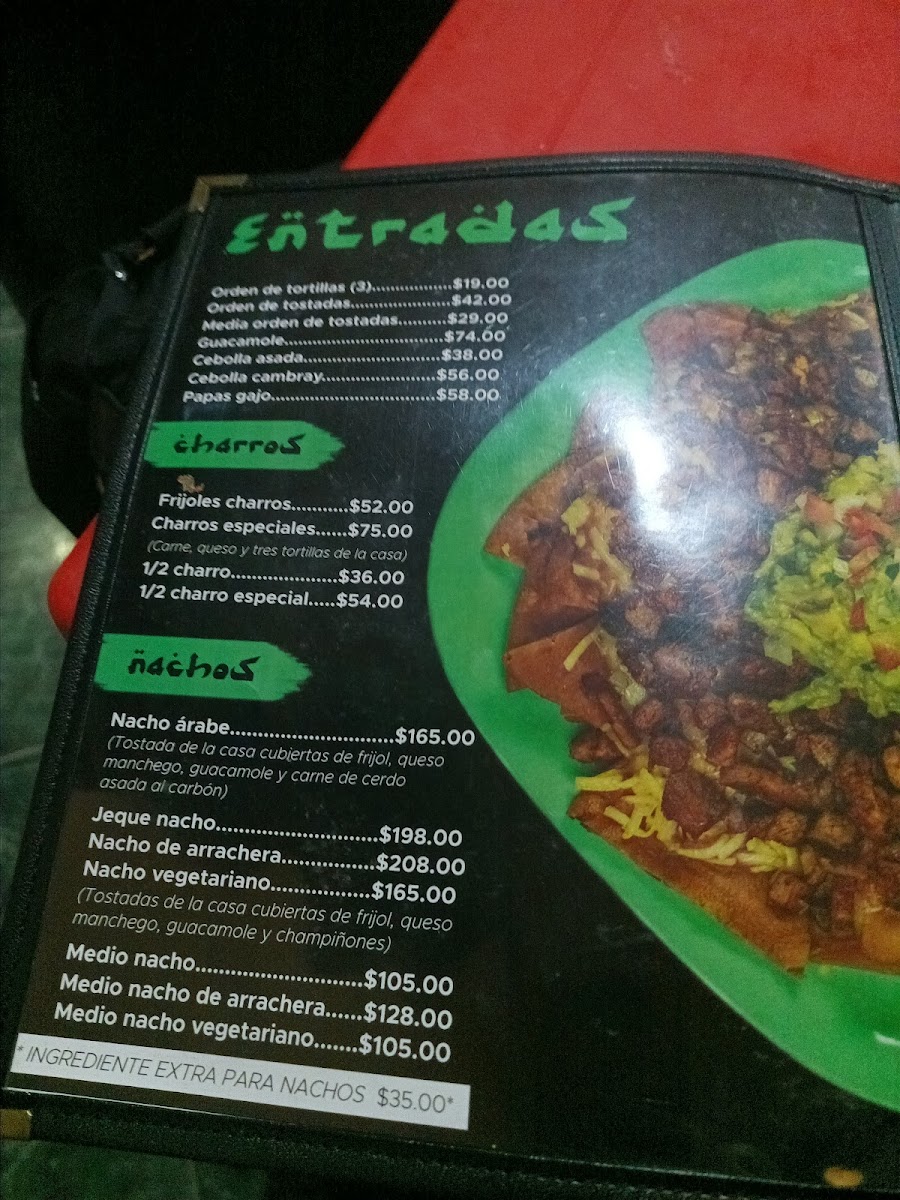 Entradas
Orden de tortillas (3)................$19.00
Orden de tostadas....................$42.00
Media orden de tostadas.........$29.00
Guacamole................................$74.00
Cebolla asada............................$38.00
Cebolla cambray.......................$56.00
Papas gajo.................................$58.00
charros
Frijoles charros...........$52.00
Charros especiales......$75.00
(Carne, queso y tres tortillas de la casa)
1/2 charro.....................$36.00
1/2 charro especial.....$54.00
nachos
Nacho árabe...........................$165.00
(Tostada de la casa cubiertas de frijol, queso
manchego, guacamole y carne de cerdo
asada al carbón)
Jeque nacho...........................$198.00
Nacho de arrachera...............$208.00
Nacho vegetariano................$165.00
(Tostadas de la casa cubiertas de frijol, queso
manchego, guacamole y champiñones)
Medio nacho............................$105.00
Medio nacho de arrachera......$128.00
Medio nacho vegetariano.......$105.00
* INGREDIENTE EXTRA PARA NACHOS $35.00*